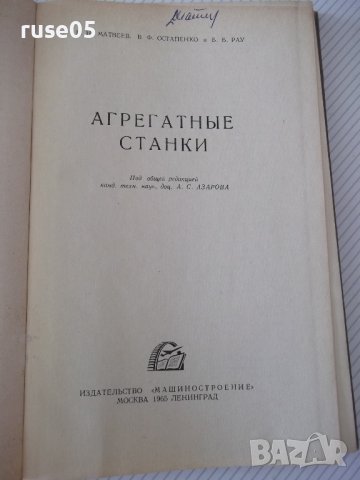 ruse05
МАТВЕЕВ, В. Ф. ОСТАПЕНКО и В. В. РАУ
АГРЕГАТНЫЕ
СТАНКИ
Под общей редакцией
канд. техн. наук, доц. А. С. АЗАРОВА
ИЗДАТЕЛЬСТВО «МАШИНОСТРОЕНИЕ»
МОСКВА 1965 ЛЕНИНГРАД
BAZAR